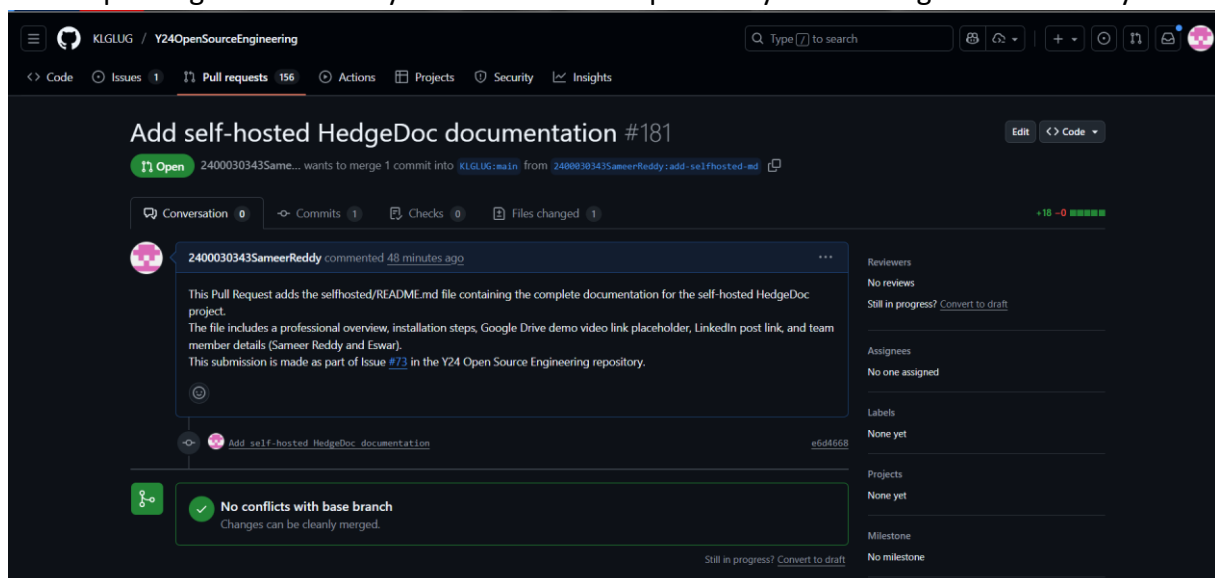 KLGLUG / Y24OpenSourceEngineering
Type / to search
Code
Issues 1
Pull requests 156
Actions
Projects
Security
Insights
Add self-hosted HedgeDoc documentation #181
Edit
Code
Open
2400030343Same... wants to merge 1 commit into KLGLUG:main from 2400030343SameerReddy:add-selfhosted-md
Conversation 0
Commits 1
Checks 0
Files changed 1
+18 −0
2400030343SameerReddy commented 48 minutes ago
This Pull Request adds the selfhosted/README.md file containing the complete documentation for the self-hosted HedgeDoc
project.
The file includes a professional overview, installation steps, Google Drive demo video link placeholder, LinkedIn post link, and team
member details (Sameer Reddy and Eswar).
This submission is made as part of Issue #73 in the Y24 Open Source Engineering repository.
Add self-hosted HedgeDoc documentation
e6d4668
No conflicts with base branch
Changes can be cleanly merged.
Still in progress? Convert to draft
Reviewers
No reviews
Still in progress? Convert to draft
Assignees
No one assigned
Labels
None yet
Projects
None yet
Milestone
No milestone